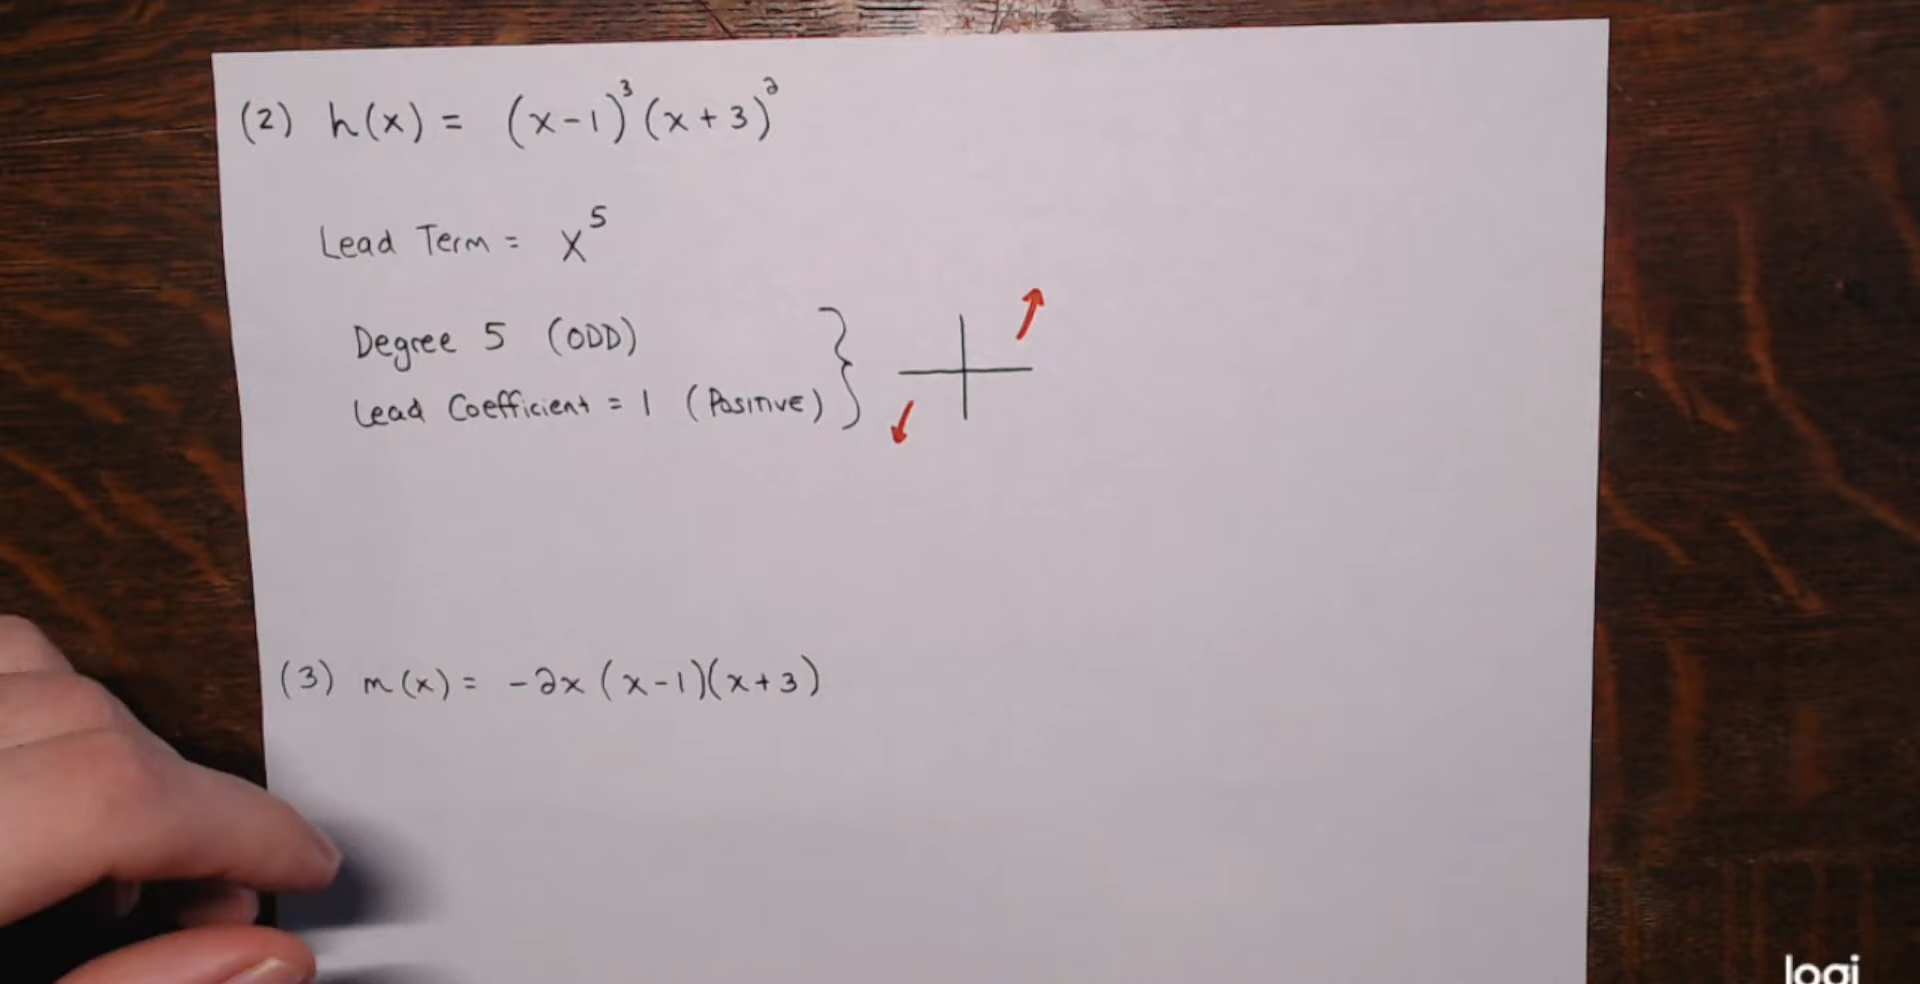 (2) h(x) = (x-1)³(x+3)²
Lead Term = x⁵
Degree 5 (ODD)
Lead Coefficient = 1 (Positive)
(3) m(x) = -2x(x-1)(x+3)
logi